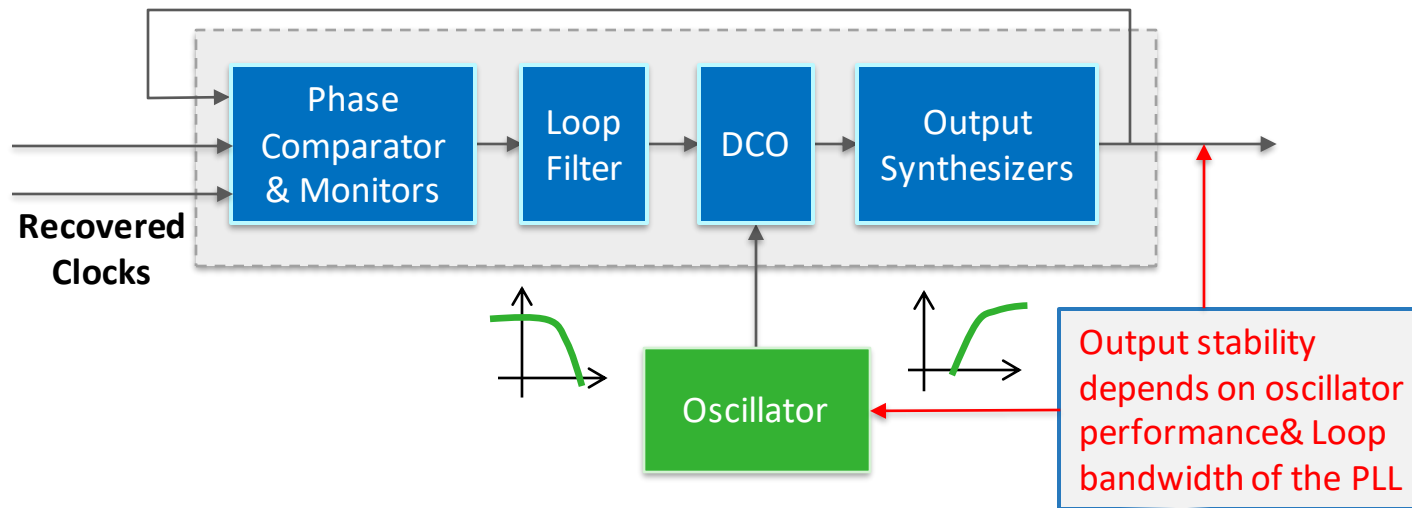 Phase
Comparator
& Monitors
Loop
Filter
DCO
Output
Synthesizers
Recovered
Clocks
Oscillator
Output stability
depends on oscillator
performance& Loop
bandwidth of the PLL